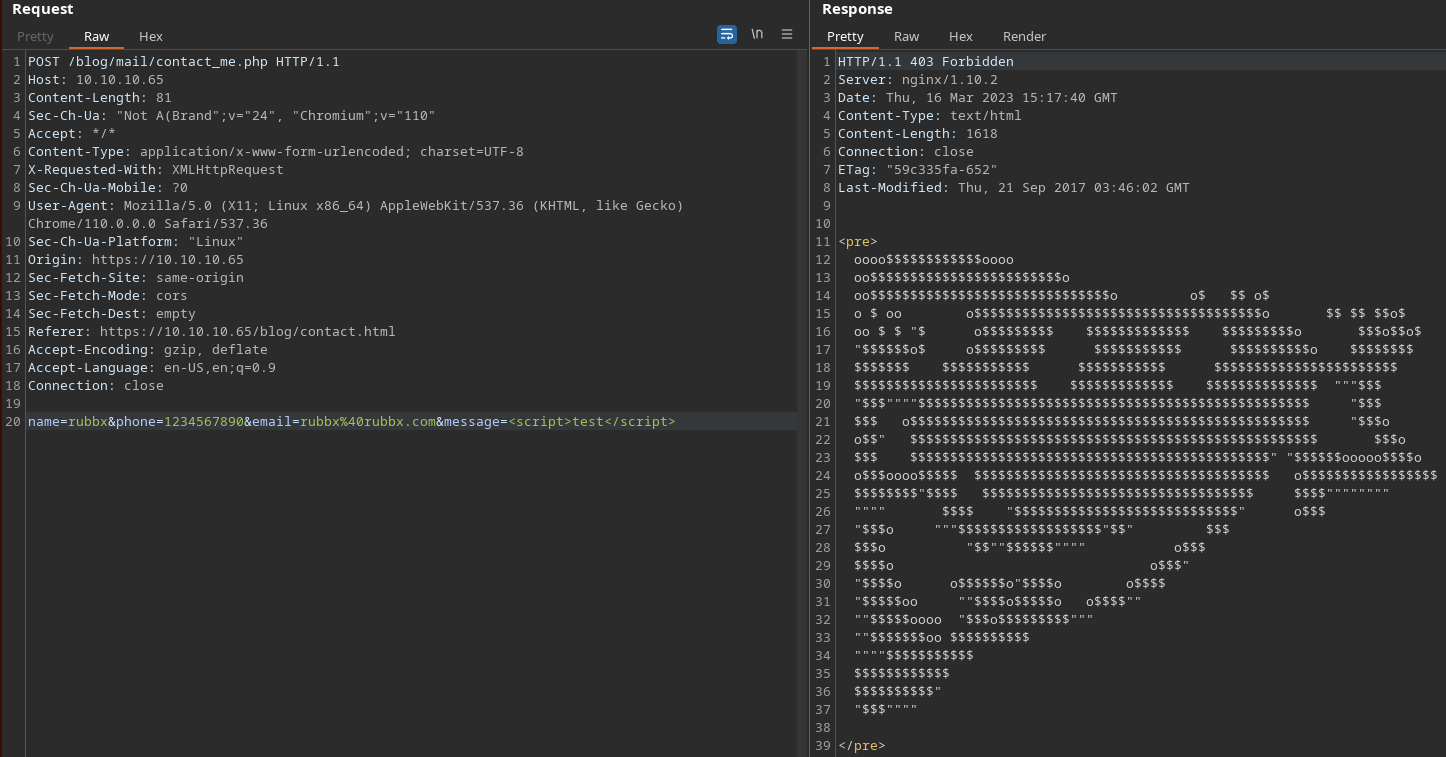 Request
Pretty Raw Hex \n
1 POST /blog/mail/contact_me.php HTTP/1.1
2 Host: 10.10.10.65
3 Content-Length: 81
4 Sec-Ch-Ua: "Not A(Brand";v="24", "Chromium";v="110"
5 Accept: */*
6 Content-Type: application/x-www-form-urlencoded; charset=UTF-8
7 X-Requested-With: XMLHttpRequest
8 Sec-Ch-Ua-Mobile: ?0
9 User-Agent: Mozilla/5.0 (X11; Linux x86_64) AppleWebKit/537.36 (KHTML, like Gecko)
Chrome/110.0.0.0 Safari/537.36
10 Sec-Ch-Ua-Platform: "Linux"
11 Origin: https://10.10.10.65
12 Sec-Fetch-Site: same-origin
13 Sec-Fetch-Mode: cors
14 Sec-Fetch-Dest: empty
15 Referer: https://10.10.10.65/blog/contact.html
16 Accept-Encoding: gzip, deflate
17 Accept-Language: en-US,en;q=0.9
18 Connection: close
19
20 name=rubbx&phone=1234567890&email=rubbx%40rubbx.com&message=<script>test</script>
Response
Pretty Raw Hex Render
1 HTTP/1.1 403 Forbidden
2 Server: nginx/1.10.2
3 Date: Thu, 16 Mar 2023 15:17:40 GMT
4 Content-Type: text/html
5 Content-Length: 1618
6 Connection: close
7 ETag: "59c335fa-652"
8 Last-Modified: Thu, 21 Sep 2017 03:46:02 GMT
9
10
11 <pre>
12 oooo$$$$$$$$$$$$oooo
13 oo$$$$$$$$$$$$$$$$$$$$$$$$o
14 oo$$$$$$$$$$$$$$$$$$$$$$$$$$$$$$o         o$   $$ o$
15 o $ oo        o$$$$$$$$$$$$$$$$$$$$$$$$$$$$$$$$$$$$o       $$ $$ $$o$
16 oo $ $ "$      o$$$$$$$$$    $$$$$$$$$$$$$    $$$$$$$$$o       $$$o$$o$
17 "$$$$$$o$     o$$$$$$$$$      $$$$$$$$$$$      $$$$$$$$$$o    $$$$$$$$
18 $$$$$$$    $$$$$$$$$$$      $$$$$$$$$$$      $$$$$$$$$$$$$$$$$$$$$$$
19 $$$$$$$$$$$$$$$$$$$$$$$    $$$$$$$$$$$$$    $$$$$$$$$$$$$$  """$$$
20 "$$$""""$$$$$$$$$$$$$$$$$$$$$$$$$$$$$$$$$$$$$$$$$$$$$$$$$     "$$$
21 $$$   o$$$$$$$$$$$$$$$$$$$$$$$$$$$$$$$$$$$$$$$$$$$$$$$$$$     "$$$o
22 o$$"   $$$$$$$$$$$$$$$$$$$$$$$$$$$$$$$$$$$$$$$$$$$$$$$$$$$       $$$o
23 $$$    $$$$$$$$$$$$$$$$$$$$$$$$$$$$$$$$$$$$$$$$$$$$$" "$$$$$$ooooo$$$$o
24 o$$$oooo$$$$$  $$$$$$$$$$$$$$$$$$$$$$$$$$$$$$$$$$$$$   o$$$$$$$$$$$$$$$$$
25 $$$$$$$$"$$$$   $$$$$$$$$$$$$$$$$$$$$$$$$$$$$$$$$$     $$$$""""""""
26 """"       $$$$    "$$$$$$$$$$$$$$$$$$$$$$$$$$$$"      o$$$
27 "$$$o     """$$$$$$$$$$$$$$$$$$"$$"         $$$
28 $$$o          "$$""$$$$$$""""           o$$$
29 $$$$o                                o$$$"
30 "$$$$o      o$$$$$$o"$$$$o        o$$$$
31 "$$$$$oo     ""$$$$o$$$$$o   o$$$$""
32 ""$$$$$oooo  "$$$o$$$$$$$$$"""
33 ""$$$$$$$oo $$$$$$$$$$
34 """"$$$$$$$$$$$
35 $$$$$$$$$$$$
36 $$$$$$$$$$"
37 "$$$""""
38
39 </pre>